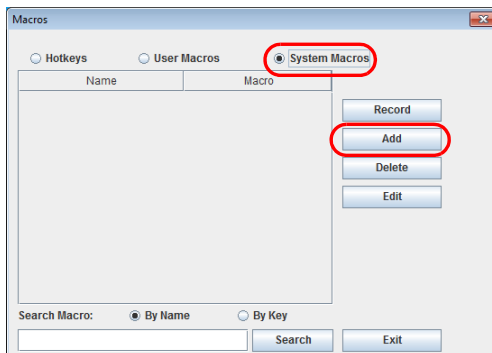 Macros
Hotkeys User Macros System Macros
Name Macro
Record
Add
Delete
Edit
Search Macro: By Name By Key
Search Exit